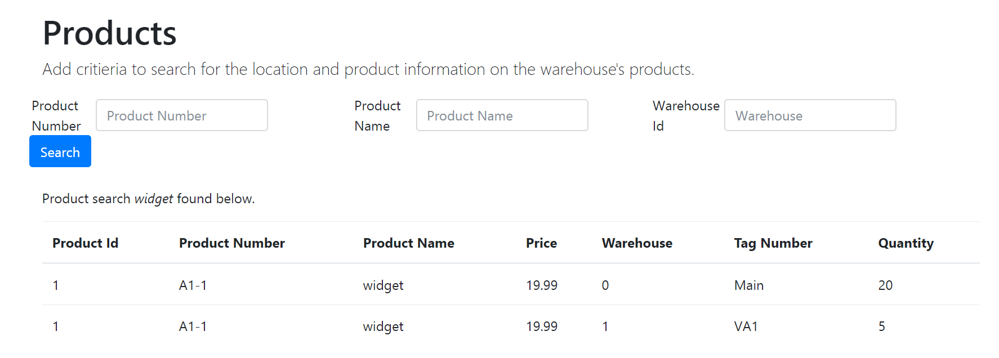 Products
Add critieria to search for the location and product information on the warehouse's products.
Product Number Product Number Product Name Product Name Warehouse Id Warehouse
Search
Product search widget found below.
Product Id Product Number Product Name Price Warehouse Tag Number Quantity
1 A1-1 widget 19.99 0 Main 20
1 A1-1 widget 19.99 1 VA1 5